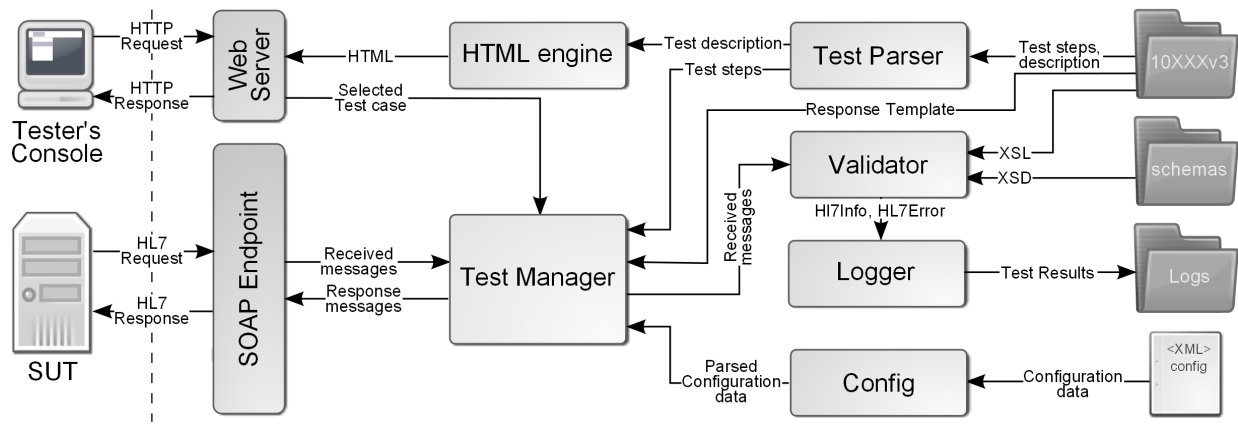 HTTP
Request
HTTP
Response
Tester's
Console
Web
Server
HTML
Selected
Test case
HTML engine
Test description
Test steps
Test Parser
Test steps,
description
10XXXv3
Response Template
XSL
XSD
schemas
Validator
HI7Info, HL7Error
Received
messages
Logger
Test Results
Logs
HL7
Request
HL7
Response
SUT
SOAP Endpoint
Received
messages
Response
messages
Test Manager
Parsed
Configuration
data
Config
Configuration
data
<XML>
config